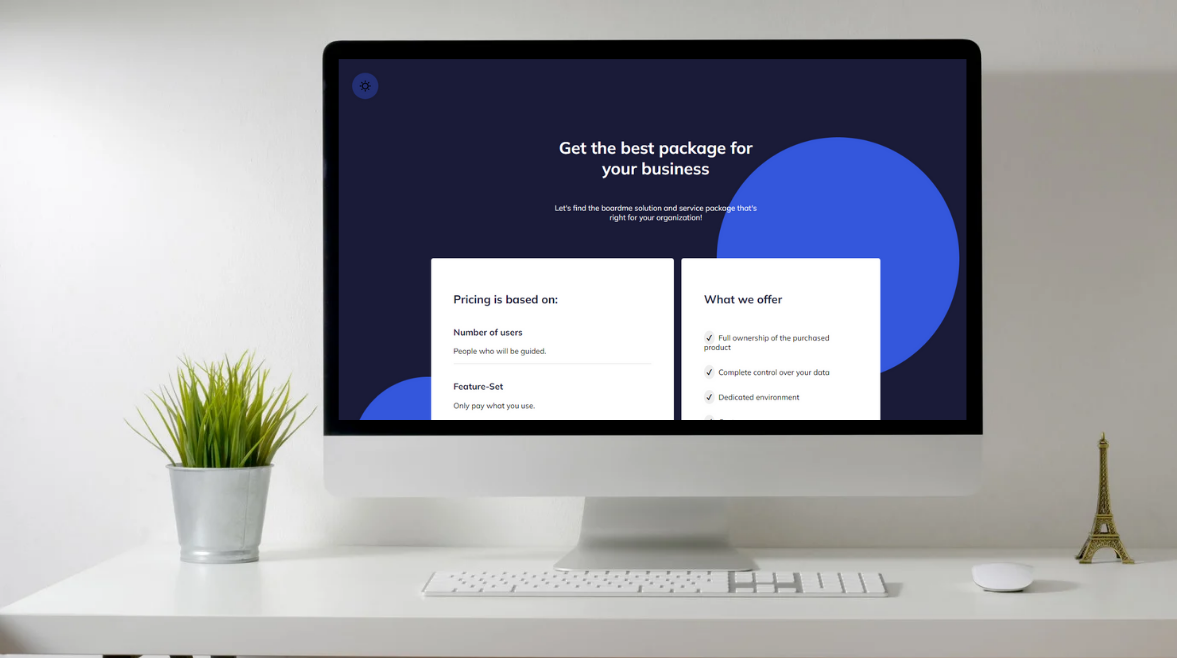 Get the best package for
your business
Let's find the boardme solution and service package that's
right for your organization!
Pricing is based on:
Number of users
People who will be guided.
Feature-Set
Only pay what you use.
What we offer
✓ Full ownership of the purchased
product
✓ Complete control over your data
✓ Dedicated environment